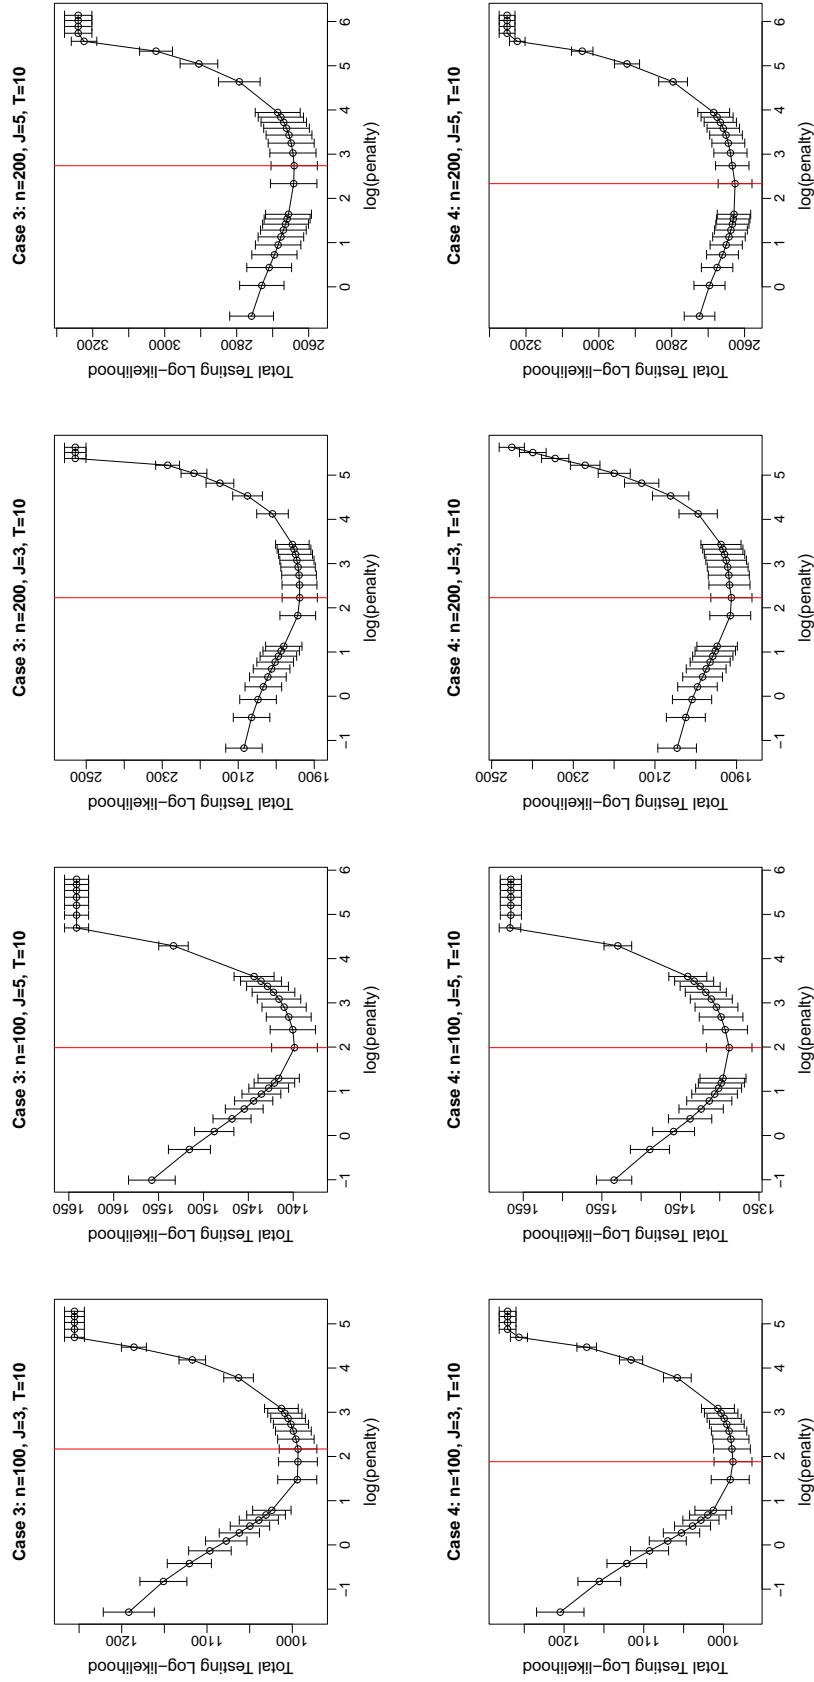 Case 3: n=100, J=3, T=10
Total Testing Log−likelihood
1200
1100
1000
−1 0 1 2 3 4 5
log(penalty)
Case 3: n=100, J=5, T=10
Total Testing Log−likelihood
1650
1600
1550
1500
1450
1400
−1 0 1 2 3 4 5 6
log(penalty)
Case 3: n=200, J=3, T=10
Total Testing Log−likelihood
2500
2300
2100
1900
−1 0 1 2 3 4 5
log(penalty)
Case 3: n=200, J=5, T=10
Total Testing Log−likelihood
3200
3000
2800
2600
0 1 2 3 4 5 6
log(penalty)
Case 4: n=100, J=3, T=10
Total Testing Log−likelihood
1200
1100
1000
−1 0 1 2 3 4 5
log(penalty)
Case 4: n=100, J=5, T=10
Total Testing Log−likelihood
1650
1550
1450
1350
−1 0 1 2 3 4 5 6
log(penalty)
Case 4: n=200, J=3, T=10
Total Testing Log−likelihood
2500
2300
2100
1900
−1 0 1 2 3 4 5
log(penalty)
Case 4: n=200, J=5, T=10
Total Testing Log−likelihood
3200
3000
2800
2600
0 1 2 3 4 5 6
log(penalty)